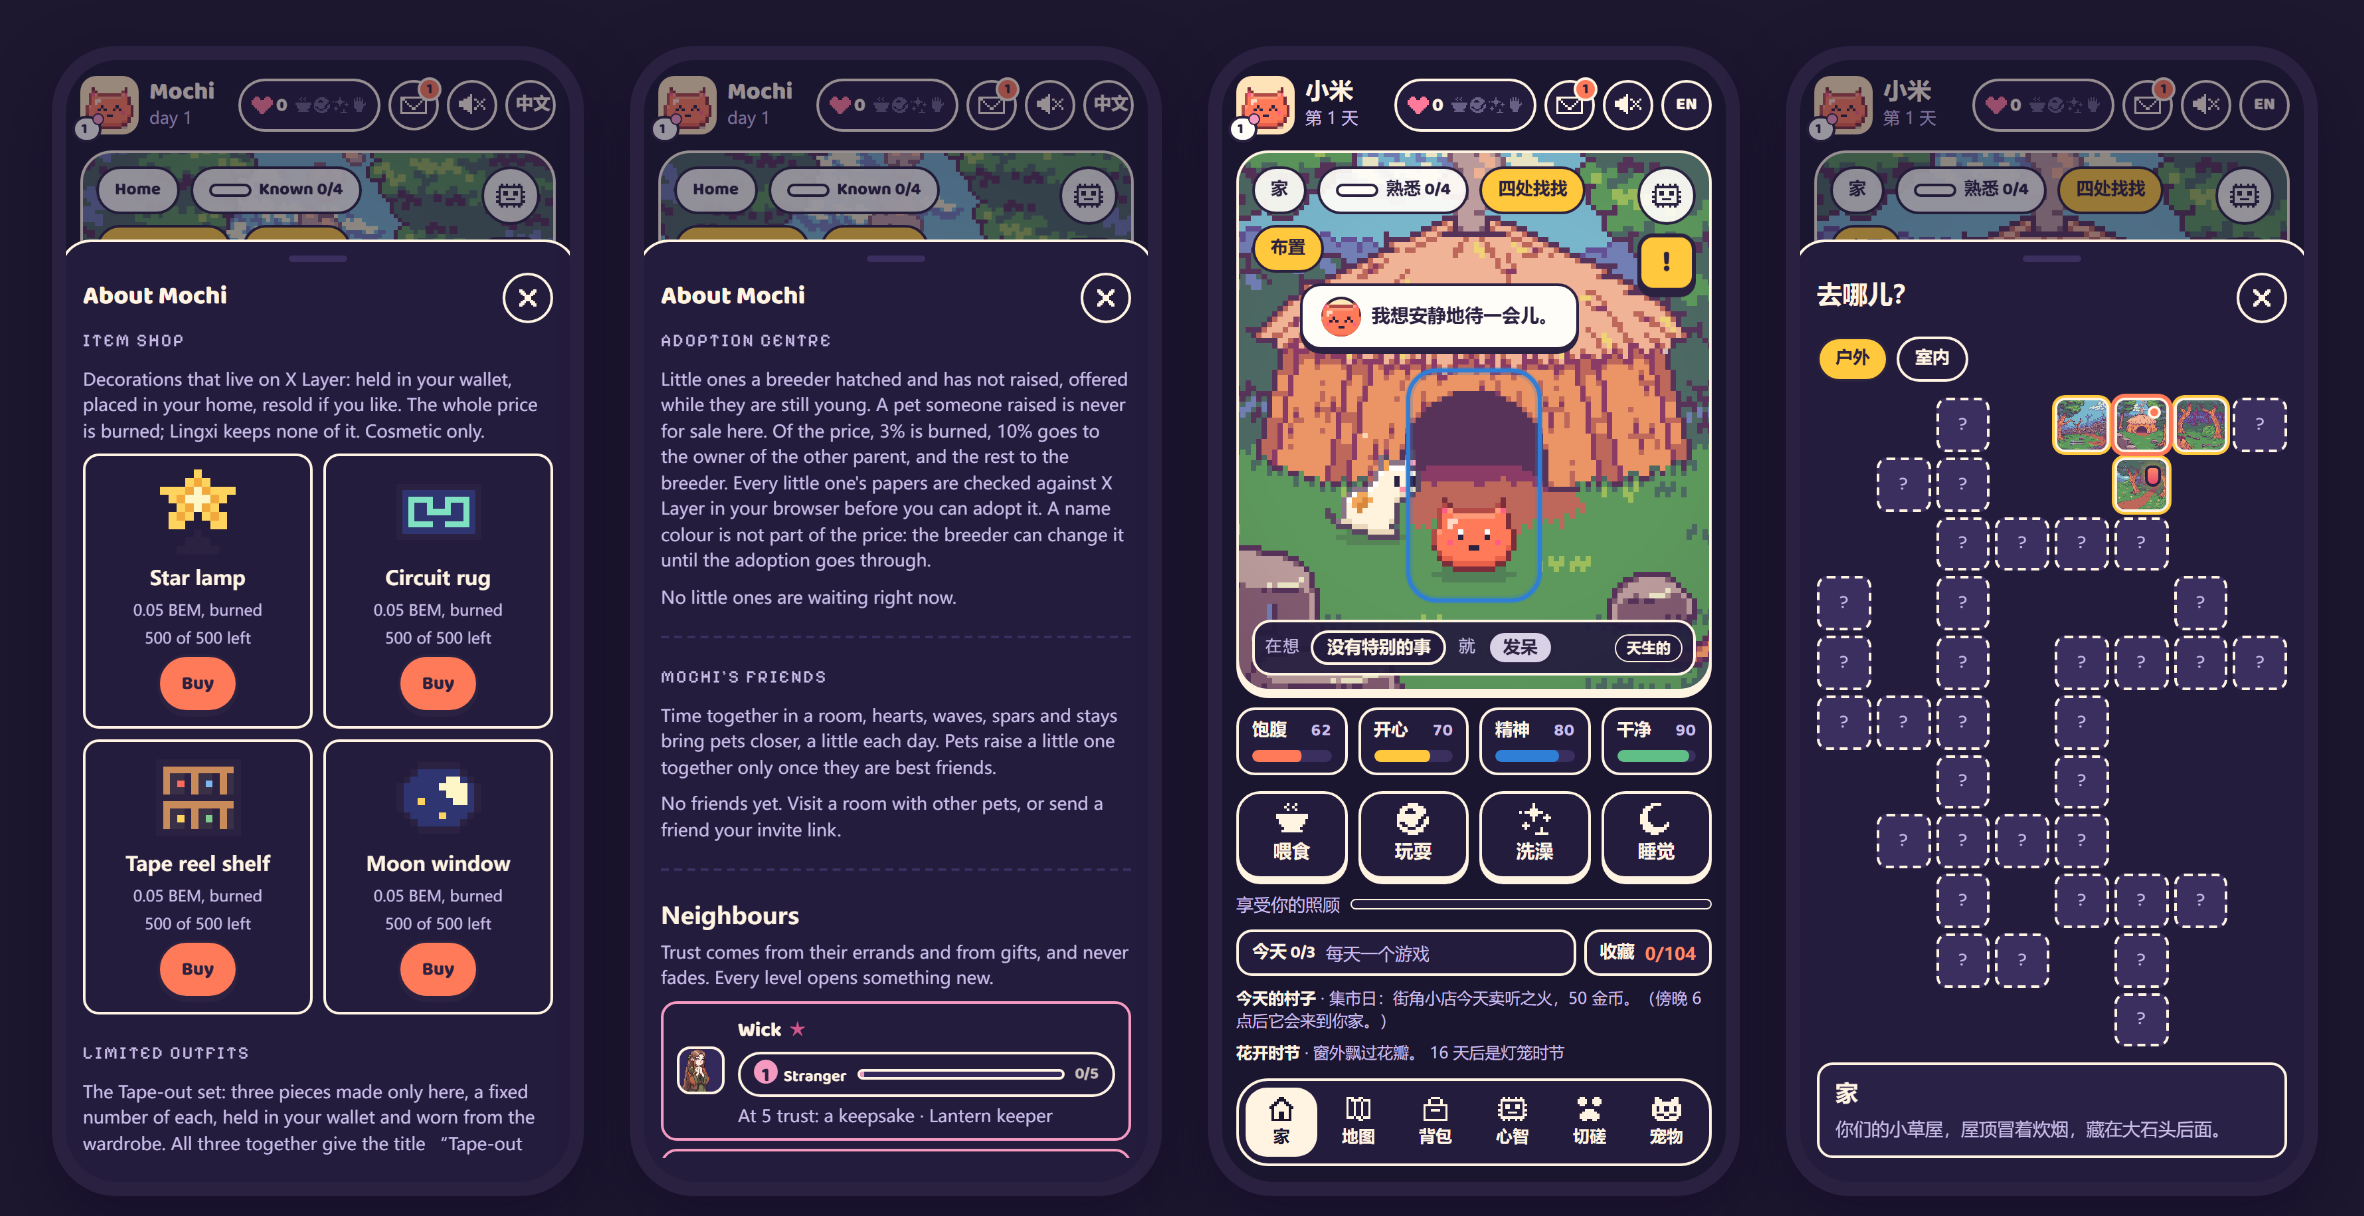 Mochi
day 1
1
0
1
中文
Home
Known 0/4
About Mochi
ITEM SHOP
Decorations that live on X Layer: held in your wallet,
placed in your home, resold if you like. The whole price
is burned; Lingxi keeps none of it. Cosmetic only.
Star lamp
0.05 BEM, burned
500 of 500 left
Buy
Circuit rug
0.05 BEM, burned
500 of 500 left
Buy
Tape reel shelf
0.05 BEM, burned
500 of 500 left
Buy
Moon window
0.05 BEM, burned
500 of 500 left
Buy
LIMITED OUTFITS
The Tape-out set: three pieces made only here, a fixed
number of each, held in your wallet and worn from the
wardrobe. All three together give the title “Tape-out
Mochi
day 1
1
0
1
中文
Home
Known 0/4
About Mochi
ADOPTION CENTRE
Little ones a breeder hatched and has not raised, offered
while they are still young. A pet someone raised is never
for sale here. Of the price, 3% is burned, 10% goes to
the owner of the other parent, and the rest to the
breeder. Every little one's papers are checked against X
Layer in your browser before you can adopt it. A name
colour is not part of the price: the breeder can change it
until the adoption goes through.
No little ones are waiting right now.
MOCHI'S FRIENDS
Time together in a room, hearts, waves, spars and stays
bring pets closer, a little each day. Pets raise a little one
together only once they are best friends.
No friends yet. Visit a room with other pets, or send a
friend your invite link.
Neighbours
Trust comes from their errands and from gifts, and never
fades. Every level opens something new.
Wick ★
1 Stranger 0/5
At 5 trust: a keepsake · Lantern keeper
小米
第 1 天
1
0
1
EN
家
熟悉 0/4
四处找找
布置
!
我想安静地待一会儿。
在想 没有特别的事 就 发呆 天生的
饱腹 62
开心 70
精神 80
干净 90
喂食
玩耍
洗澡
睡觉
享受你的照顾
今天 0/3 每天一个游戏
收藏 0/104
今天的村子 · 集市日：街角小店今天卖听之火，50 金币。（傍晚 6
点后它会来到你家。）
花开时节 · 窗外飘过花瓣。 16 天后是灯笼时节
家
地图
背包
心智
切磋
宠物
小米
第 1 天
1
0
1
EN
家
熟悉 0/4
四处找找
去哪儿？
户外
室内
?
?
? ?
? ? ? ?
? ? ?
? ? ? ? ? ?
? ? ? ?
? ?
? ? ? ?
? ? ? ?
? ? ?
?
家
你们的小草屋，屋顶冒着炊烟，藏在大石头后面。